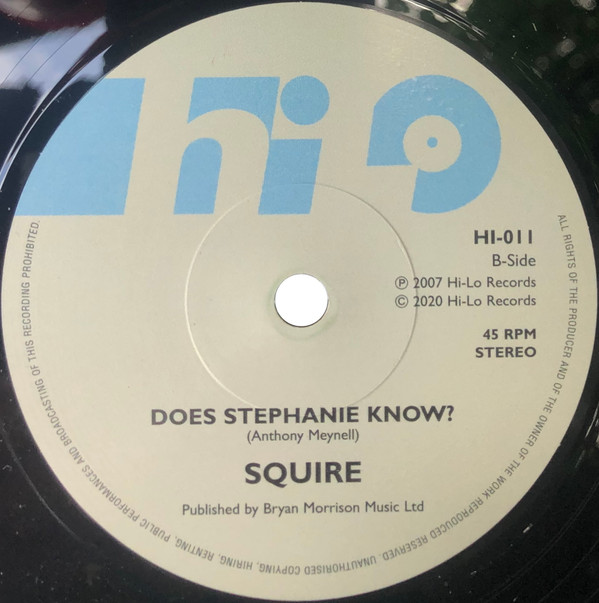 hi
HI-011
B-Side
℗ 2007 Hi-Lo Records
© 2020 Hi-Lo Records
45 RPM
STEREO
DOES STEPHANIE KNOW?
(Anthony Meynell)
SQUIRE
Published by Bryan Morrison Music Ltd
ALL RIGHTS OF THE PRODUCER AND OF THE OWNER OF THE WORK REPRODUCED RESERVED. UNAUTHORISED COPYING, HIRING, RENTING, PUBLIC PERFORMANCES AND BROADCASTING OF THIS RECORDING PROHIBITED.